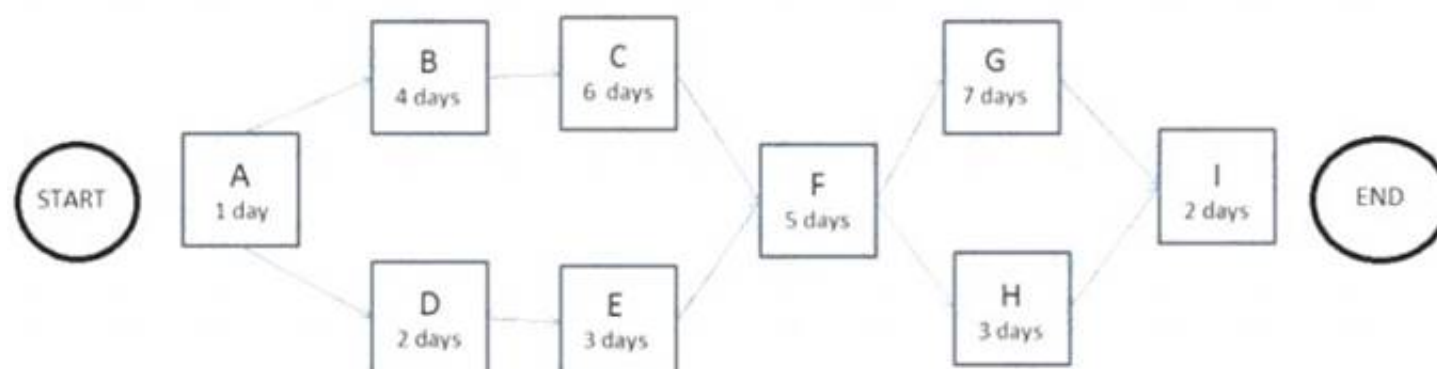 START
A
1 day
B
4 days
C
6 days
D
2 days
E
3 days
F
5 days
G
7 days
H
3 days
I
2 days
END